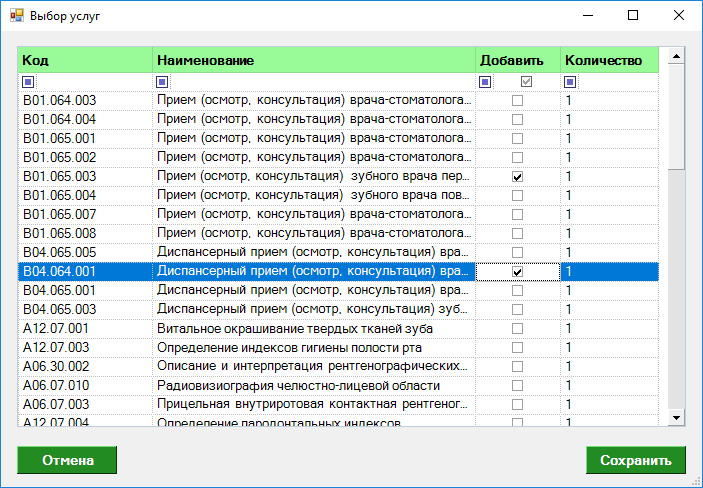 Выбор услуг
Код Наименование Добавить Количество
B01.064.003 Прием (осмотр, консультация) врача-стоматолога... 1
B01.064.004 Прием (осмотр, консультация) врача-стоматолога... 1
B01.065.001 Прием (осмотр, консультация) врача-стоматолога... 1
B01.065.002 Прием (осмотр, консультация) врача-стоматолога... 1
B01.065.003 Прием (осмотр, консультация) зубного врача пер... 1
B01.065.004 Прием (осмотр, консультация) зубного врача пов... 1
B01.065.007 Прием (осмотр, консультация) врача-стоматолога... 1
B01.065.008 Прием (осмотр, консультация) врача-стоматолога... 1
B04.065.005 Диспансерный прием (осмотр, консультация) вра... 1
B04.064.001 Диспансерный прием (осмотр, консультация) вра... 1
B04.065.001 Диспансерный прием (осмотр, консультация) вра... 1
B04.065.003 Диспансерный прием (осмотр, консультация) зуб... 1
A12.07.001 Витальное окрашивание твердых тканей зуба 1
A12.07.003 Определение индексов гигиены полости рта 1
A06.30.002 Описание и интерпретация рентгенографических... 1
A06.07.010 Радиовизиография челюстно-лицевой области 1
A06.07.003 Прицельная внутриротовая контактная рентгеног... 1
A12.07.004 Определение пародонтальных индексов 1
Отмена Сохранить